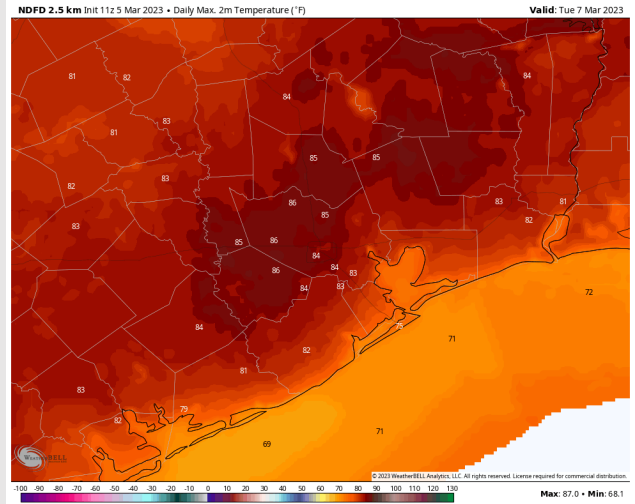 NDFD 2.5 km Init 11z 5 Mar 2023 • Daily Max. 2m Temperature (°F) Valid: Tue 7 Mar 2023
81 82 84
84
83
81
85 85
82 83
86 83 81
85 82
83
85 86
84
86 84 83
84 83
72
84 75
71
82
81
83
79
82
71
69
WeatherBELL
© 2023 WeatherBELL Analytics, LLC. All rights reserved. License required for commercial distribution.
-100 -90 -80 -70 -60 -50 -40 -30 -20 -10 0 10 20 30 40 50 60 70 80 90 100 110 120 130
Max: 87.0 • Min: 68.1